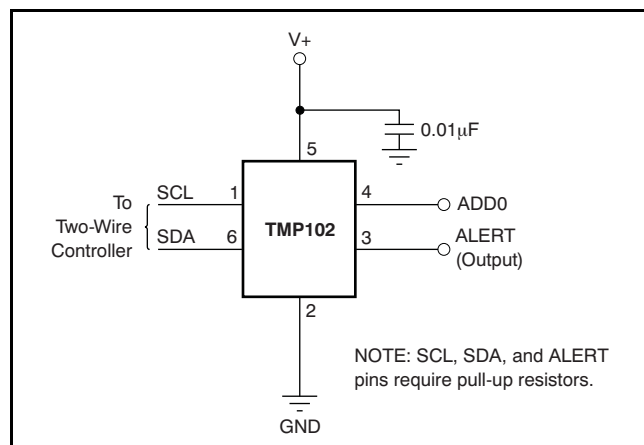 V+
0.01μF
5
To
Two-Wire
Controller
SCL
SDA
1
6
TMP102
4
3
ADD0
ALERT
(Output)
2
GND
NOTE: SCL, SDA, and ALERT
pins require pull-up resistors.